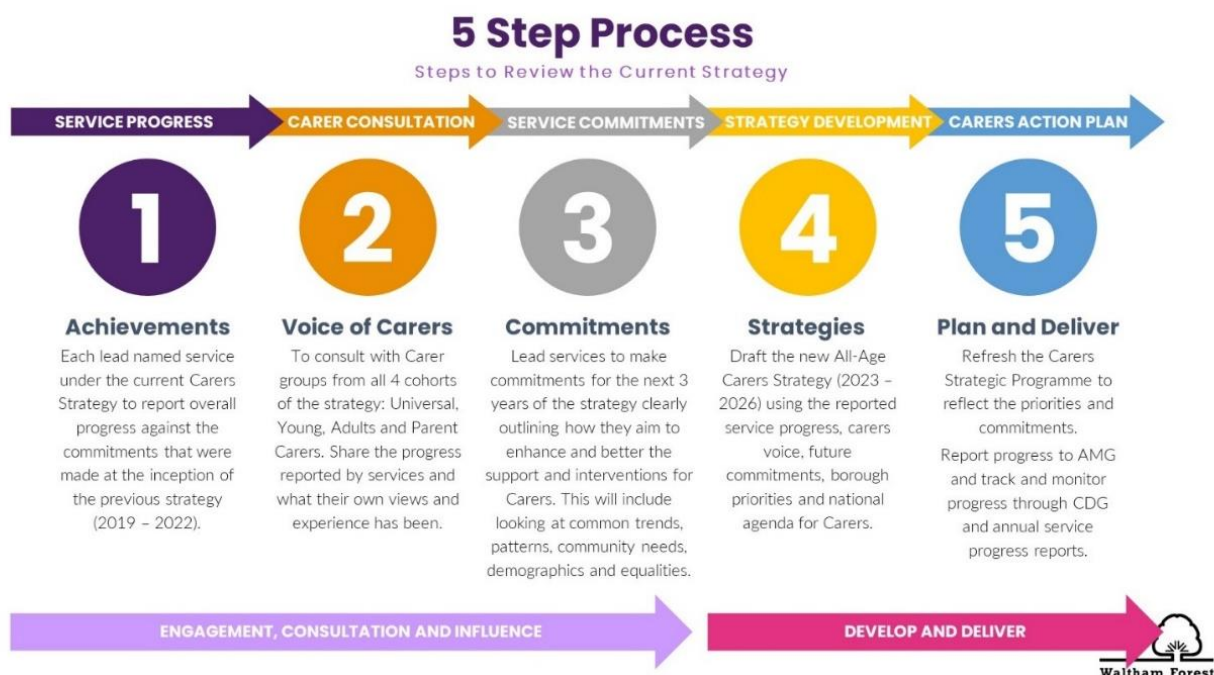 5 Step Process
Steps to Review the Current Strategy
SERVICE PROGRESS
CARER CONSULTATION
SERVICE COMMITMENTS
STRATEGY DEVELOPMENT
CARERS ACTION PLAN
1
2
3
4
5
Achievements
Each lead named service
under the current Carers
Strategy to report overall
progress against the
commitments that were
made at the inception of
the previous strategy
(2019 – 2022).
Voice of Carers
To consult with Carer
groups from all 4 cohorts
of the strategy: Universal,
Young, Adults and Parent
Carers. Share the progress
reported by services and
what their own views and
experience has been.
Commitments
Lead services to make
commitments for the next 3
years of the strategy clearly
outlining how they aim to
enhance and better the
support and interventions for
Carers. This will include
looking at common trends,
patterns, community needs,
demographics and equalities.
Strategies
Draft the new All-Age
Carers Strategy (2023 –
2026) using the reported
service progress, carers
voice, future
commitments, borough
priorities and national
agenda for Carers.
Plan and Deliver
Refresh the Carers
Strategic Programme to
reflect the priorities and
commitments.
Report progress to AMG
and track and monitor
progress through CDG
and annual service
progress reports.
ENGAGEMENT, CONSULTATION AND INFLUENCE
DEVELOP AND DELIVER
Waltham Forest